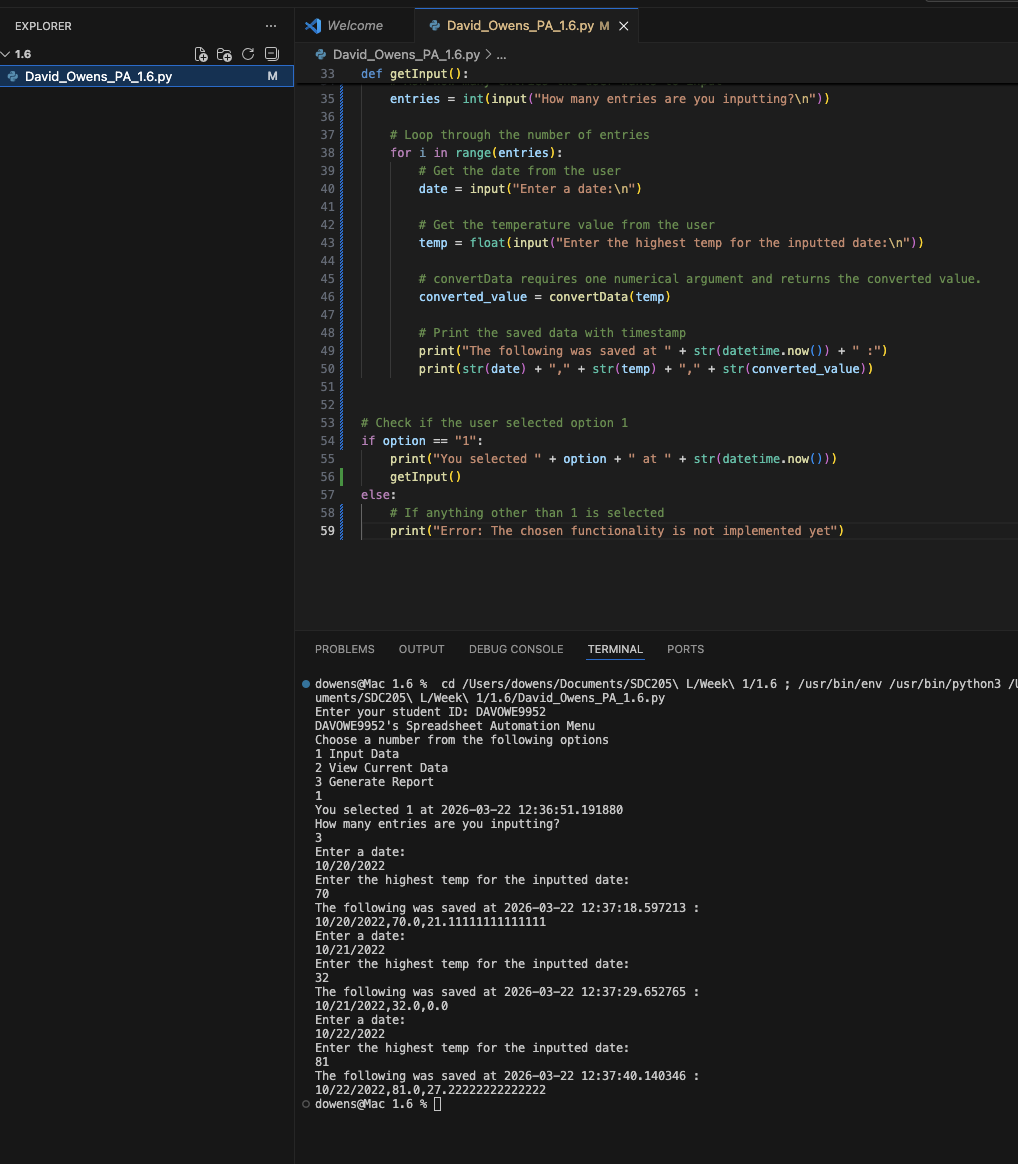 EXPLORER
...
1.6
David_Owens_PA_1.6.py M
Welcome
David_Owens_PA_1.6.py M
David_Owens_PA_1.6.py > ...
33 def getInput():
35 entries = int(input("How many entries are you inputting?\n"))
36
37 # Loop through the number of entries
38 for i in range(entries):
39 # Get the date from the user
40 date = input("Enter a date:\n")
41
42 # Get the temperature value from the user
43 temp = float(input("Enter the highest temp for the inputted date:\n"))
44
45 # convertData requires one numerical argument and returns the converted value.
46 converted_value = convertData(temp)
47
48 # Print the saved data with timestamp
49 print("The following was saved at " + str(datetime.now()) + " :")
50 print(str(date) + "," + str(temp) + "," + str(converted_value))
51
52
53 # Check if the user selected option 1
54 if option == "1":
55 print("You selected " + option + " at " + str(datetime.now()))
56 getInput()
57 else:
58 # If anything other than 1 is selected
59 print("Error: The chosen functionality is not implemented yet")
PROBLEMS OUTPUT DEBUG CONSOLE TERMINAL PORTS
dowens@Mac 1.6 % cd /Users/dowens/Documents/SDC205\ L/Week\ 1/1.6 ; /usr/bin/env /usr/bin/python3 /U
uments/SDC205\ L/Week\ 1/1.6/David_Owens_PA_1.6.py
Enter your student ID: DAVOWE9952
DAVOWE9952's Spreadsheet Automation Menu
Choose a number from the following options
1 Input Data
2 View Current Data
3 Generate Report
1
You selected 1 at 2026-03-22 12:36:51.191880
How many entries are you inputting?
3
Enter a date:
10/20/2022
Enter the highest temp for the inputted date:
70
The following was saved at 2026-03-22 12:37:18.597213 :
10/20/2022,70.0,21.11111111111111
Enter a date:
10/21/2022
Enter the highest temp for the inputted date:
32
The following was saved at 2026-03-22 12:37:29.652765 :
10/21/2022,32.0,0.0
Enter a date:
10/22/2022
Enter the highest temp for the inputted date:
81
The following was saved at 2026-03-22 12:37:40.140346 :
10/22/2022,81.0,27.22222222222222
dowens@Mac 1.6 %